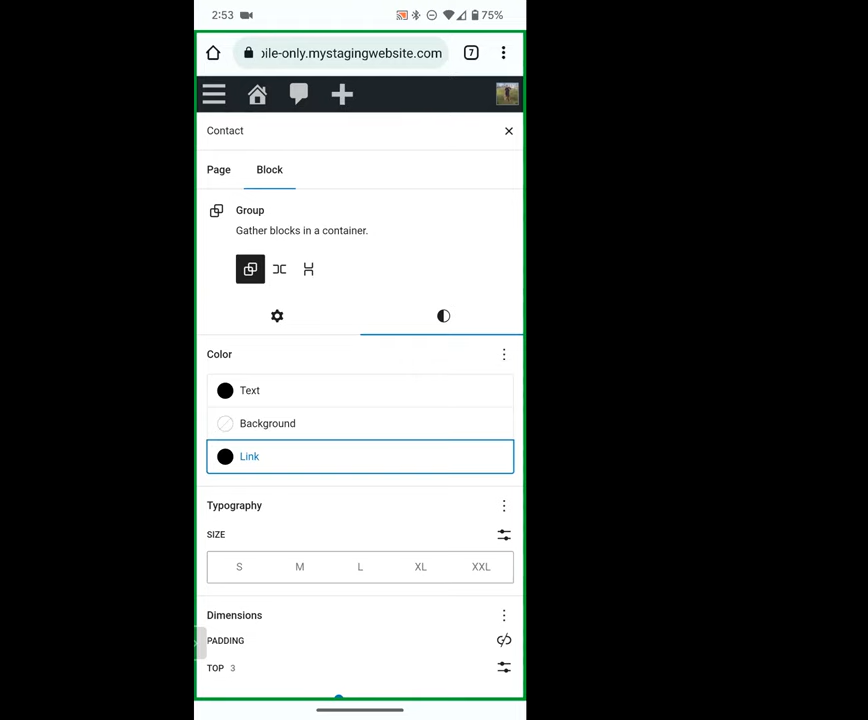 2:53 75%
bile-only.mystagingwebsite.com 7
Contact
Page Block
Group
Gather blocks in a container.
Color
Text
Background
Link
Typography
SIZE
S M L XL XXL
Dimensions
PADDING
TOP 3